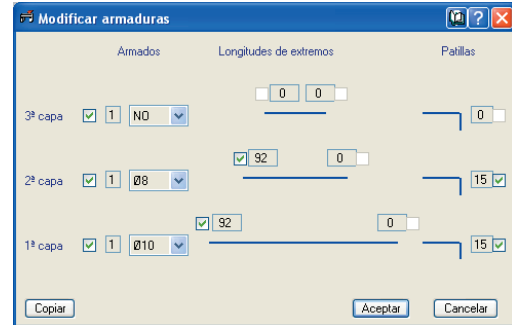 Modificar armaduras
Armados Longitudes de extremos Patillas
0 0
3ª capa 1 NO 0
92 0
2ª capa 1 Ø8 15
92 0
1ª capa 1 Ø10 15
Copiar Aceptar Cancelar